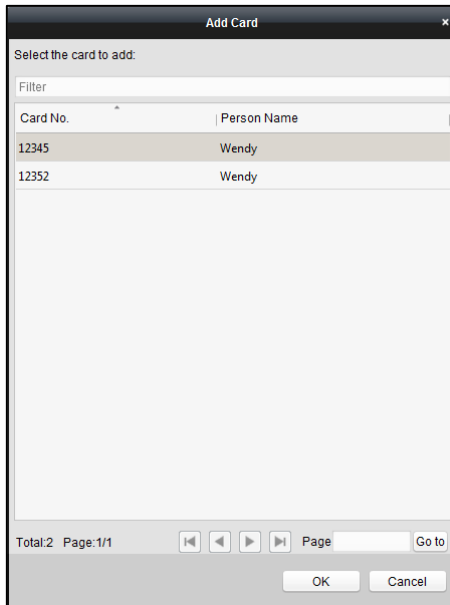 Add Card ×
Select the card to add:
Filter
Card No. Person Name
12345 Wendy
12352 Wendy
Total:2 Page:1/1 Page Go to
OK Cancel